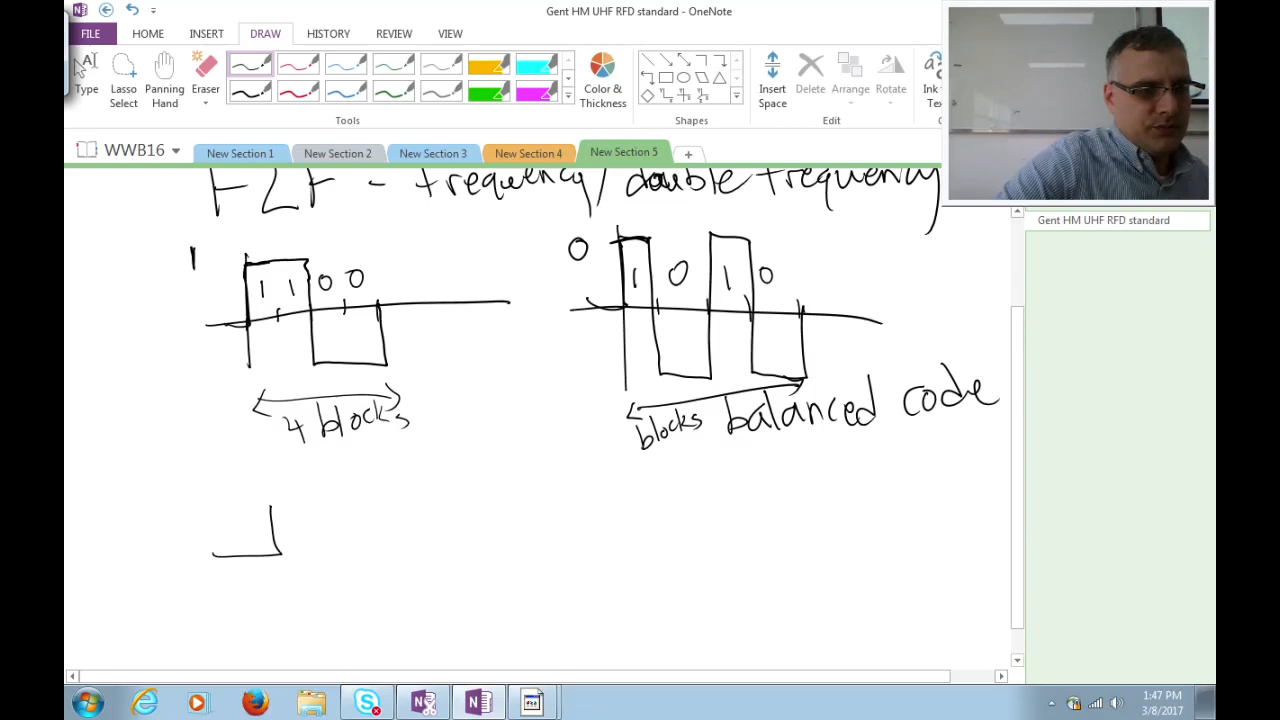 Gent HM UHF RFD standard - OneNote
FILE HOME INSERT DRAW HISTORY REVIEW VIEW
Type
Lasso Select
Panning Hand
Eraser
Color & Thickness
Insert Space
Delete
Arrange
Rotate
Ink to Text
Tools
Shapes
Edit
WWB16
New Section 1
New Section 2
New Section 3
New Section 4
New Section 5
Gent HM UHF RFD standard
F2F - frequency/double frequency
1
1 1 0 0
4 blocks
0
1 0 1 0
blocks balanced code
1:47 PM
3/8/2017